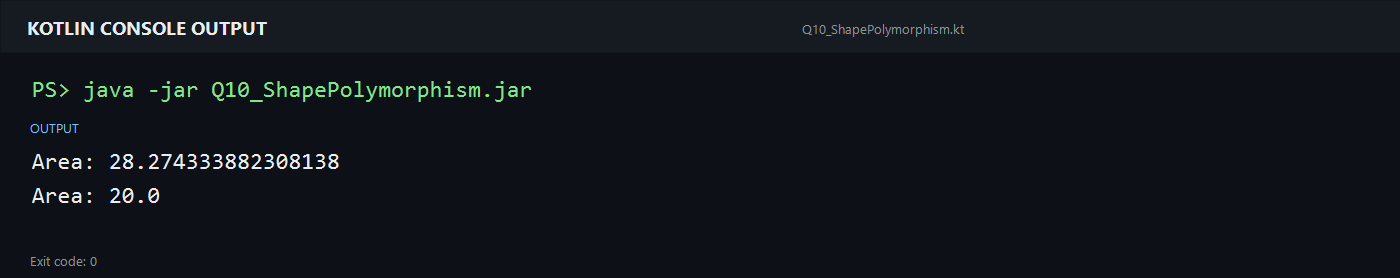 KOTLIN CONSOLE OUTPUT
Q10_ShapePolymorphism.kt
PS> java -jar Q10_ShapePolymorphism.jar
OUTPUT
Area: 28.274333882308138
Area: 20.0
Exit code: 0